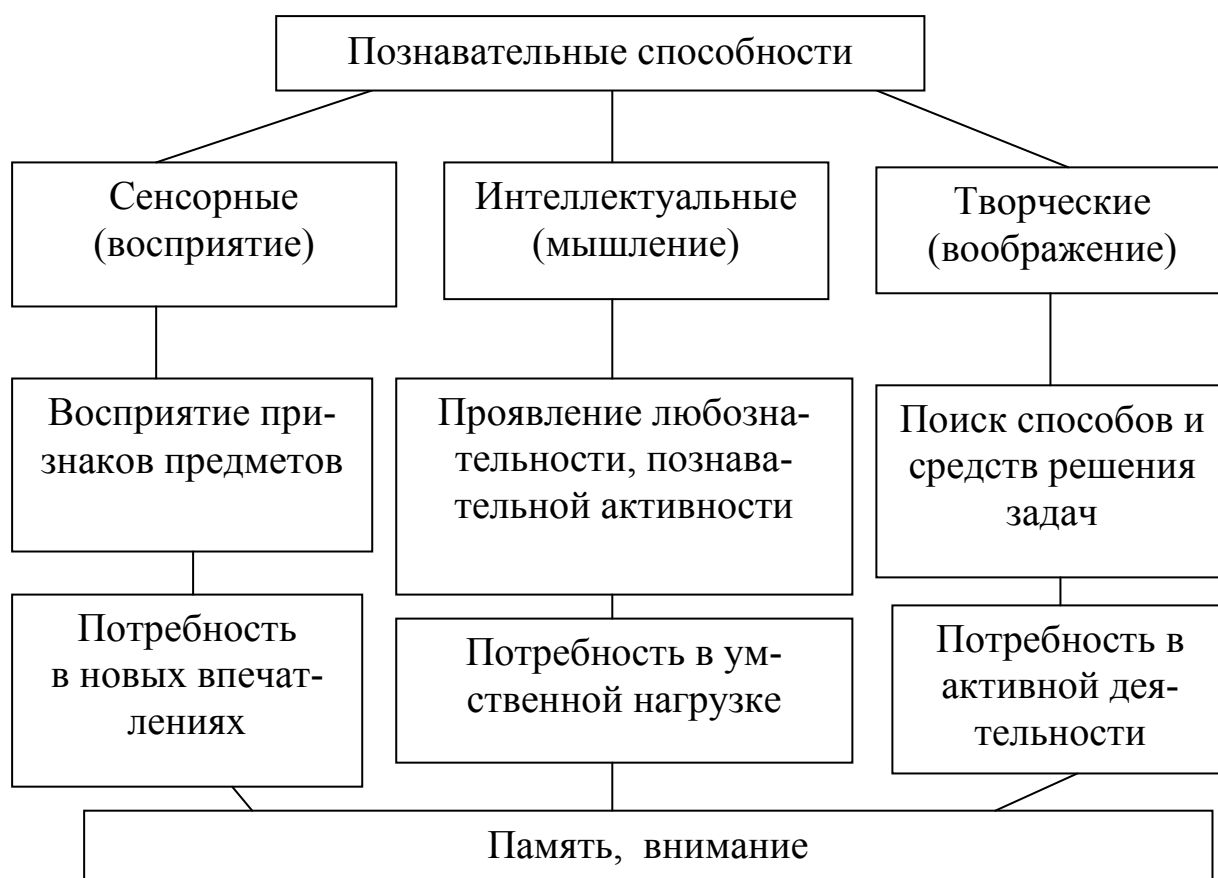 Познавательные способности
Сенсорные
(восприятие)
Интеллектуальные
(мышление)
Творческие
(воображение)
Восприятие при-
знаков предметов
Проявление любозна-
тельности, познава-
тельной активности
Поиск способов и
средств решения
задач
Потребность
в новых впечат-
лениях
Потребность в ум-
ственной нагрузке
Потребность в
активной дея-
тельности
Память,  внимание